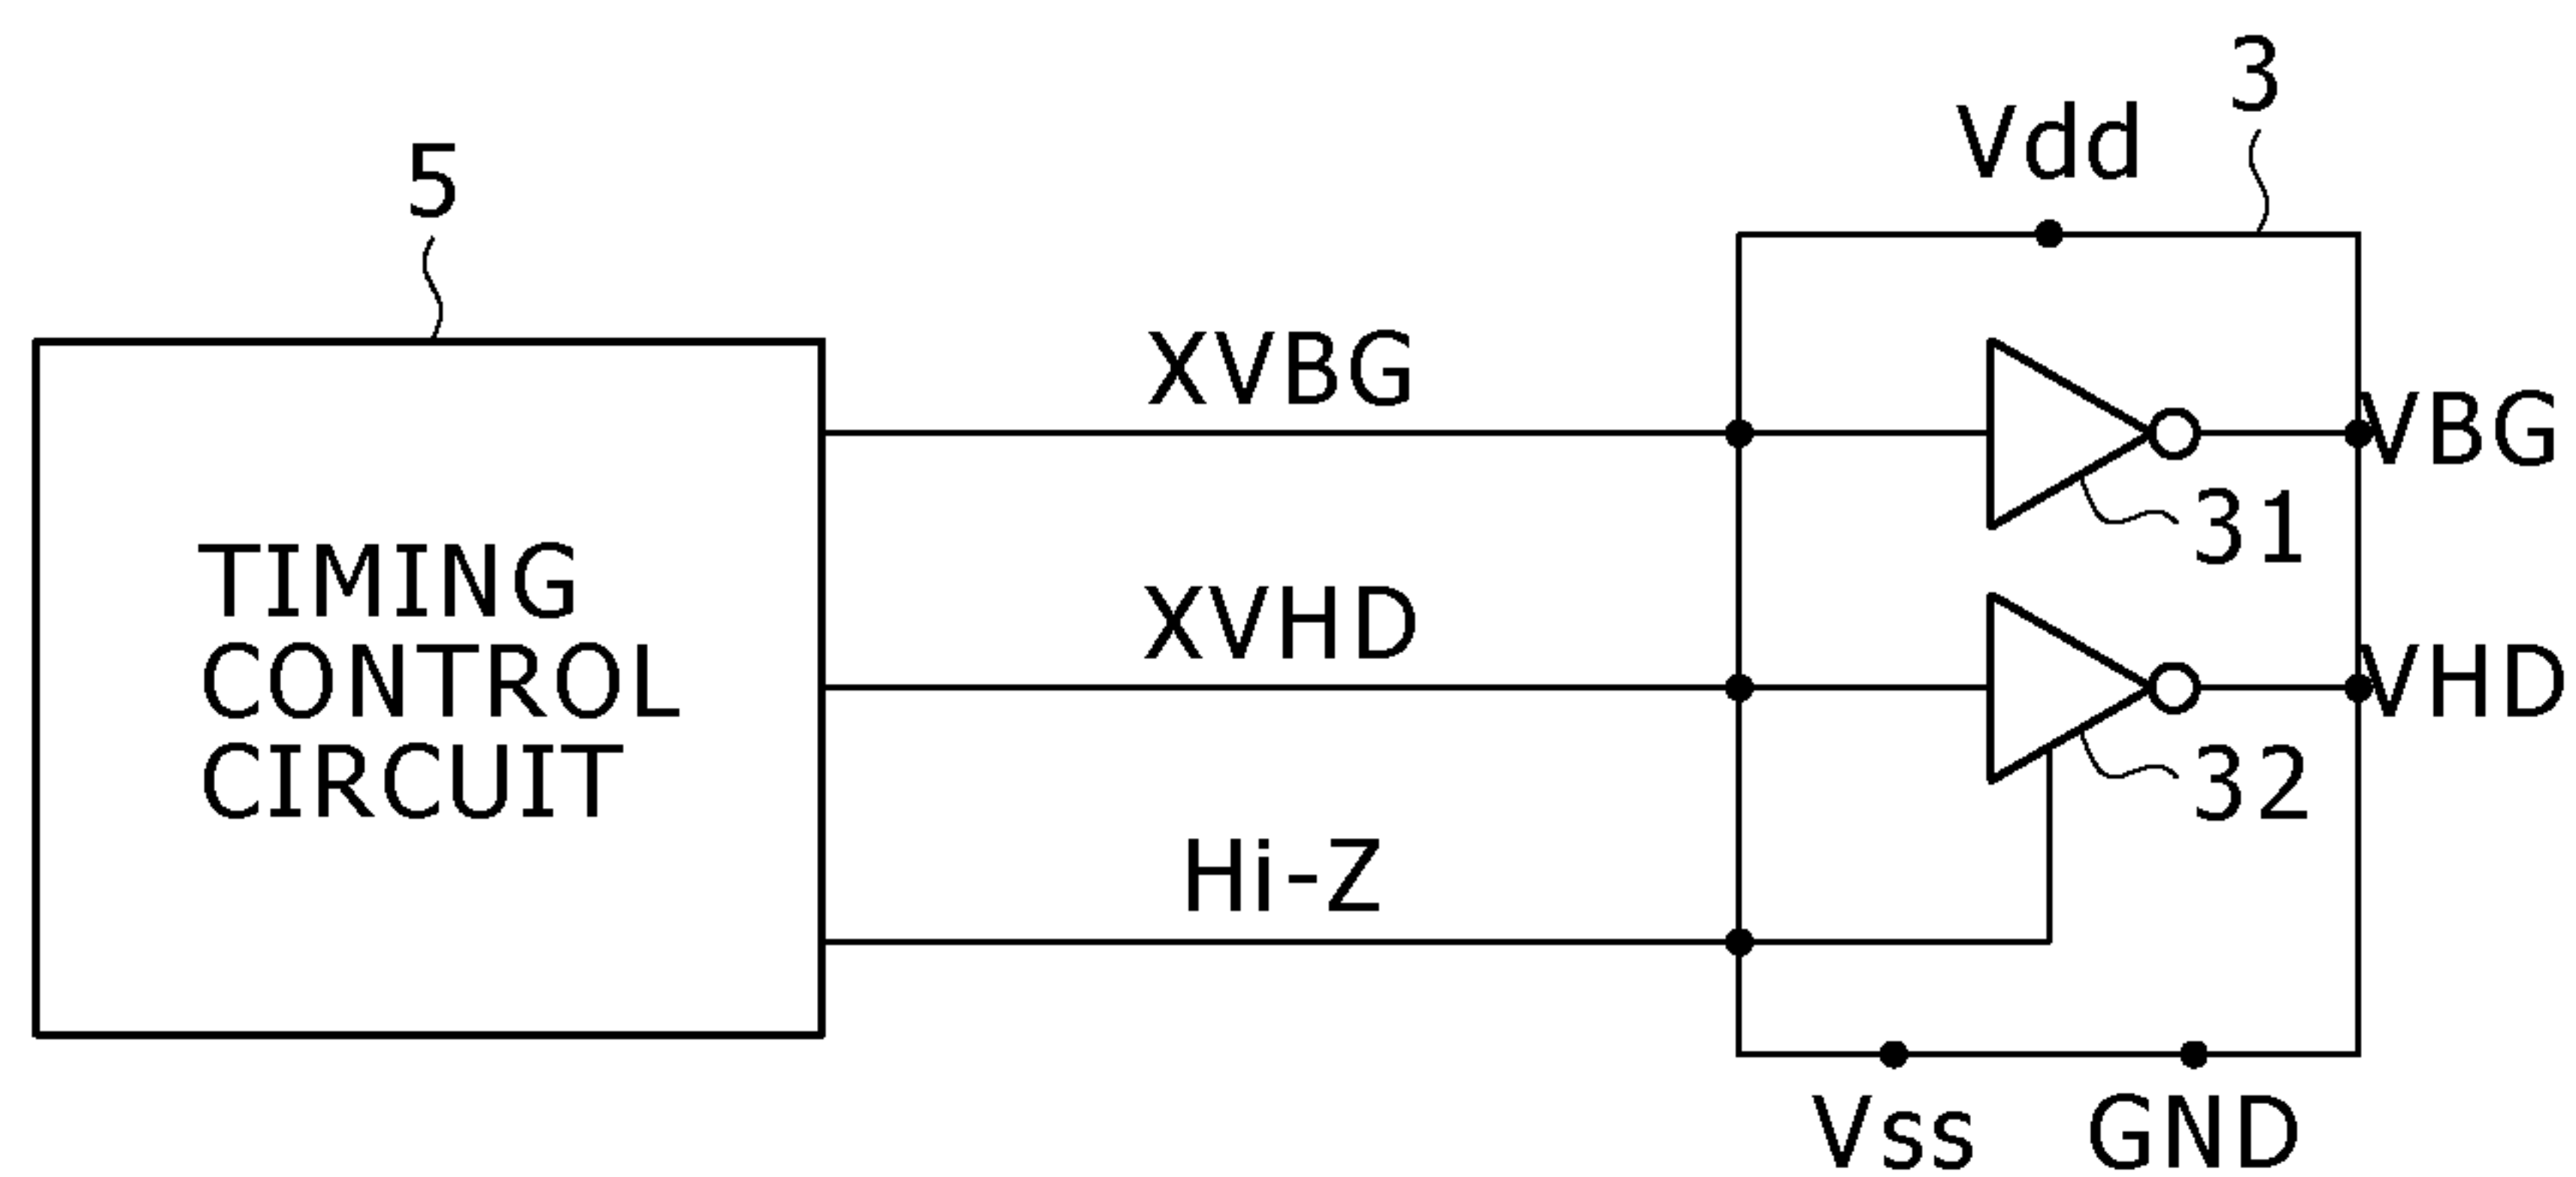 3
Vdd
5
XVBG
VBG
31
TIMING
CONTROL
CIRCUIT
XVHD
VHD
32
Hi-Z
Vss
GND